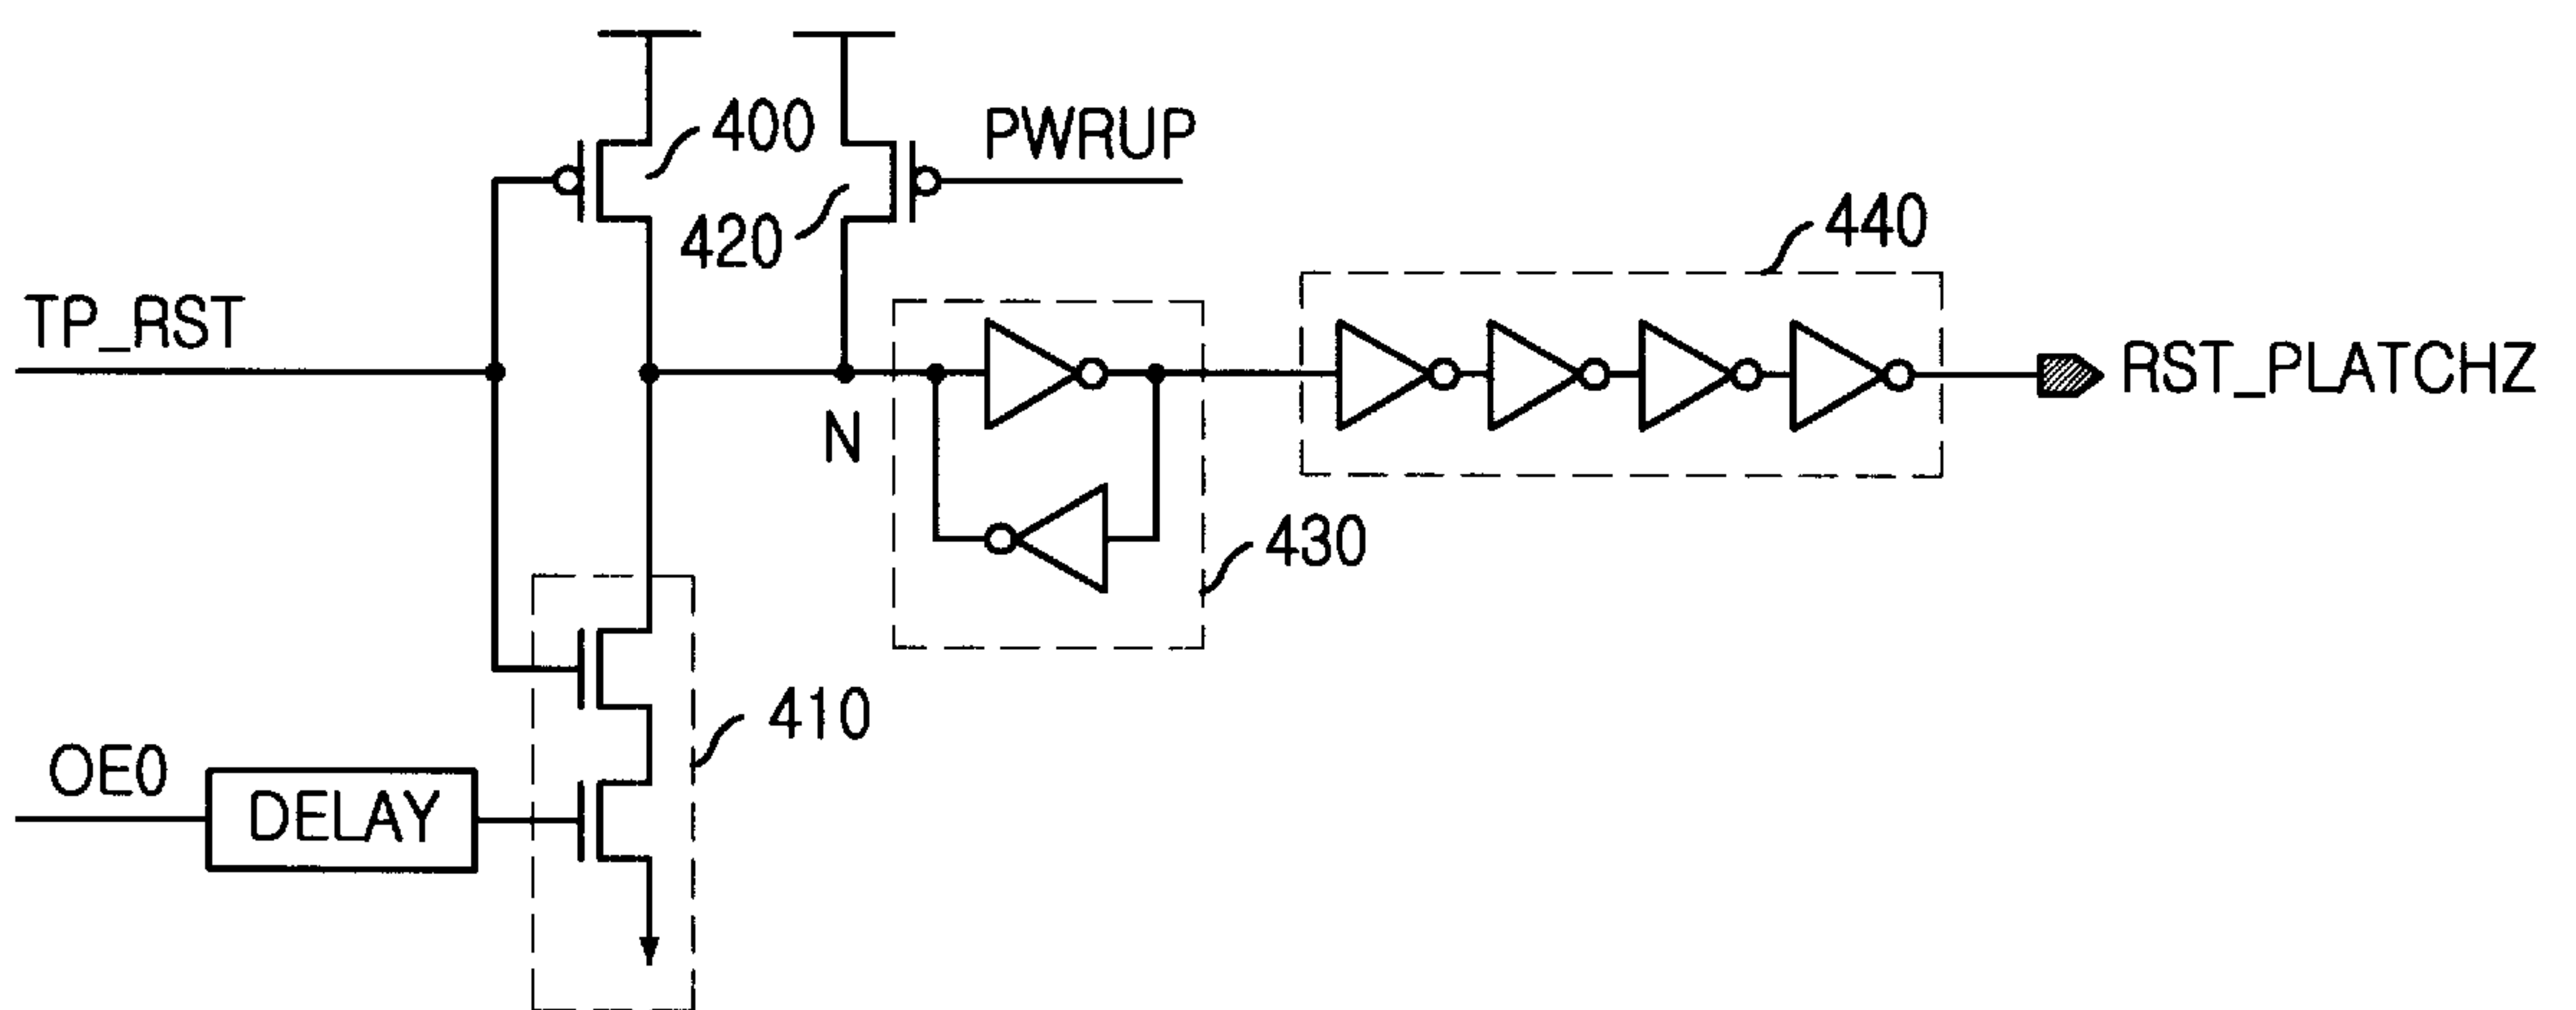 400
PWRUP
420
440
TP_RST
RST_PLATCHZ
N
430
410
OE0
DELAY